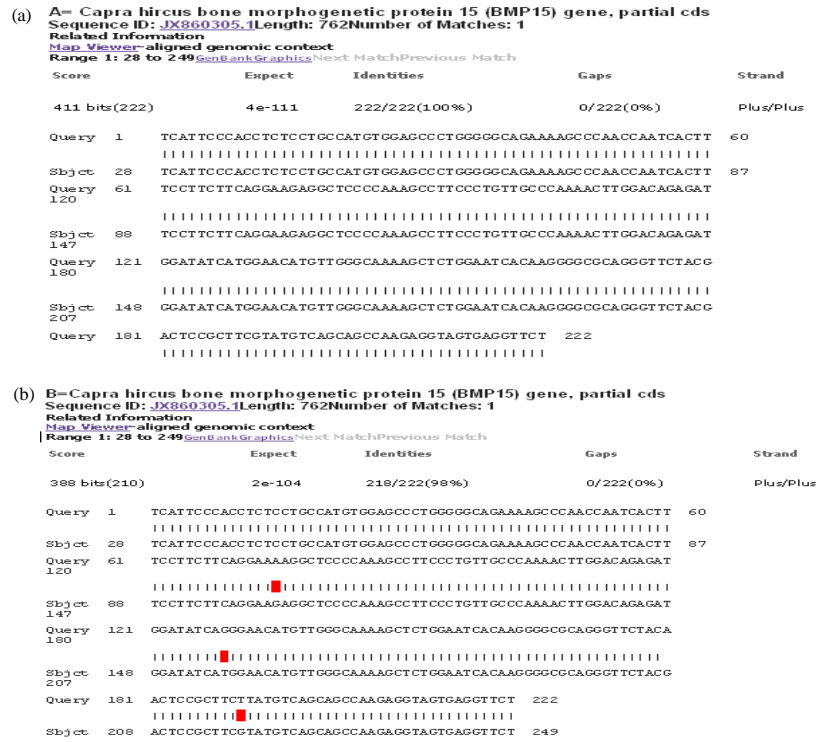 (a) A= Capra hircus bone morphogenetic protein 15 (BMP15) gene, partial cds
Sequence ID: JX860305.1Length: 762Number of Matches: 1
Related Information
Map Viewer-aligned genomic context
Range 1: 28 to 249GenBankGraphicsNext MatchPrevious Match
Score Expect Identities Gaps Strand
411 bits(222) 4e-111 222/222(100%) 0/222(0%) Plus/Plus
Query 1 TCATTCCCACCTCTCCTGCCATGTGGAGCCCTGGGGGCAGAAAAGCCCAACCAATCACTT 60
Sbjct 28 TCATTCCCACCTCTCCTGCCATGTGGAGCCCTGGGGGCAGAAAAGCCCAACCAATCACTT 87
Query 61 TCCTTCTTCAGGAAGAGGCTCCCCAAAGCCTTCCCTGTTGCCCAAAACTTGGACAGAGAT
120
Sbjct 88 TCCTTCTTCAGGAAGAGGCTCCCCAAAGCCTTCCCTGTTGCCCAAAACTTGGACAGAGAT
147
Query 121 GGATATCATGGAACATGTTGGGCAAAAGCTCTGGAATCACAAGGGGCGCAGGGTTCTACG
180
Sbjct 148 GGATATCATGGAACATGTTGGGCAAAAGCTCTGGAATCACAAGGGGCGCAGGGTTCTACG
207
Query 181 ACTCCGCTTCGTATGTCAGCAGCCAAGAGGTAGTGAGGTTCT 222
(b) B=Capra hircus bone morphogenetic protein 15 (BMP15) gene, partial cds
Sequence ID: JX860305.1Length: 762Number of Matches: 1
Related Information
Map Viewer-aligned genomic context
Range 1: 28 to 249GenBankGraphicsNext MatchPrevious Match
Score Expect Identities Gaps Strand
388 bits(210) 2e-104 218/222(98%) 0/222(0%) Plus/Plus
Query 1 TCATTCCCACCTCTCCTGCCATGTGGAGCCCTGGGGGCAGAAAAGCCCAACCAATCACTT 60
Sbjct 28 TCATTCCCACCTCTCCTGCCATGTGGAGCCCTGGGGGCAGAAAAGCCCAACCAATCACTT 87
Query 61 TCCTTCTTCAGGAAAAGGCTCCCCAAAGCCTTCCCTGTTGCCCAAAACTTGGACAGAGAT
120
Sbjct 88 TCCTTCTTCAGGAAGAGGCTCCCCAAAGCCTTCCCTGTTGCCCAAAACTTGGACAGAGAT
147
Query 121 GGATATCAGGGAACATGTTGGGCAAAAGCTCTGGAATCACAAGGGGCGCAGGGTTCTACA
180
Sbjct 148 GGATATCATGGAACATGTTGGGCAAAAGCTCTGGAATCACAAGGGGCGCAGGGTTCTACG
207
Query 181 ACTCCGCTTCTTATGTCAGCAGCCAAGAGGTAGTGAGGTTCT 222
Sbjct 208 ACTCCGCTTCGTATGTCAGCAGCCAAGAGGTAGTGAGGTTCT 249